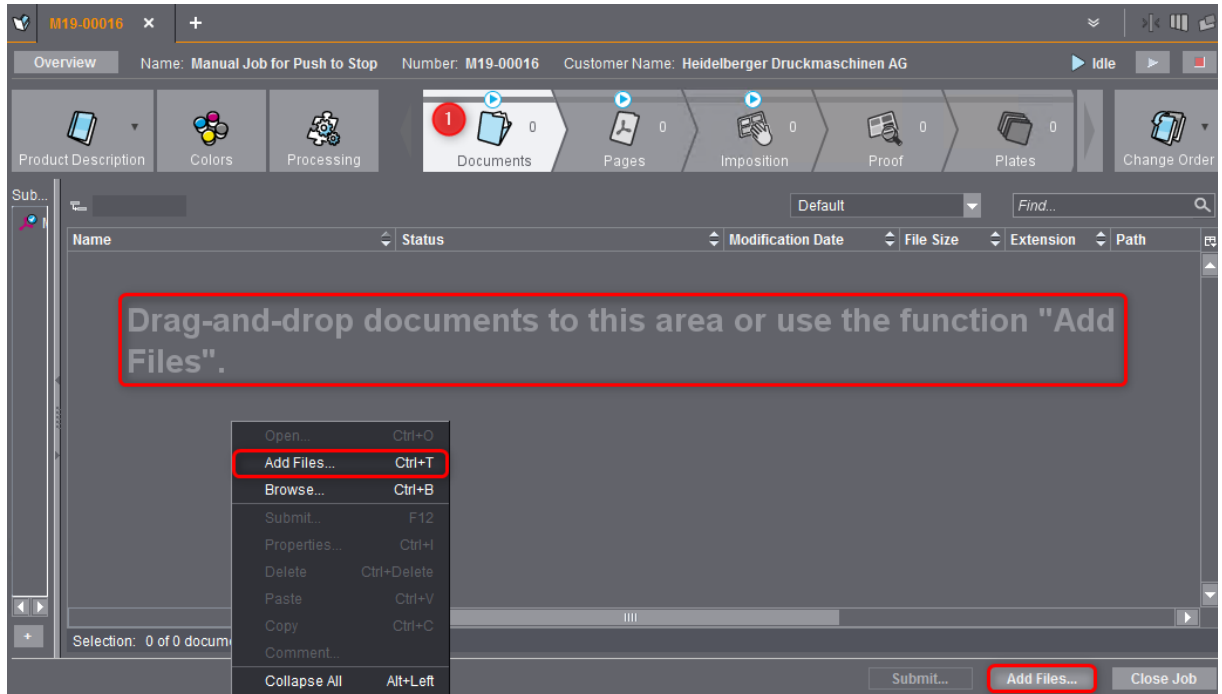 M19-00016
Overview Name: Manual Job for Push to Stop Number: M19-00016 Customer Name: Heidelberger Druckmaschinen AG Idle
1 0 0 0 0 0
Product Description Colors Processing Documents Pages Imposition Proof Plates Change Order
Sub...
Default Find...
Name Status Modification Date File Size Extension Path
Drag-and-drop documents to this area or use the function "Add
Files".
Open... Ctrl+O
Add Files... Ctrl+T
Browse... Ctrl+B
Submit... F12
Properties... Ctrl+I
Delete Ctrl+Delete
Paste Ctrl+V
Copy Ctrl+C
Selection: 0 of 0 docume
Comment...
Collapse All Alt+Left
Submit... Add Files... Close Job